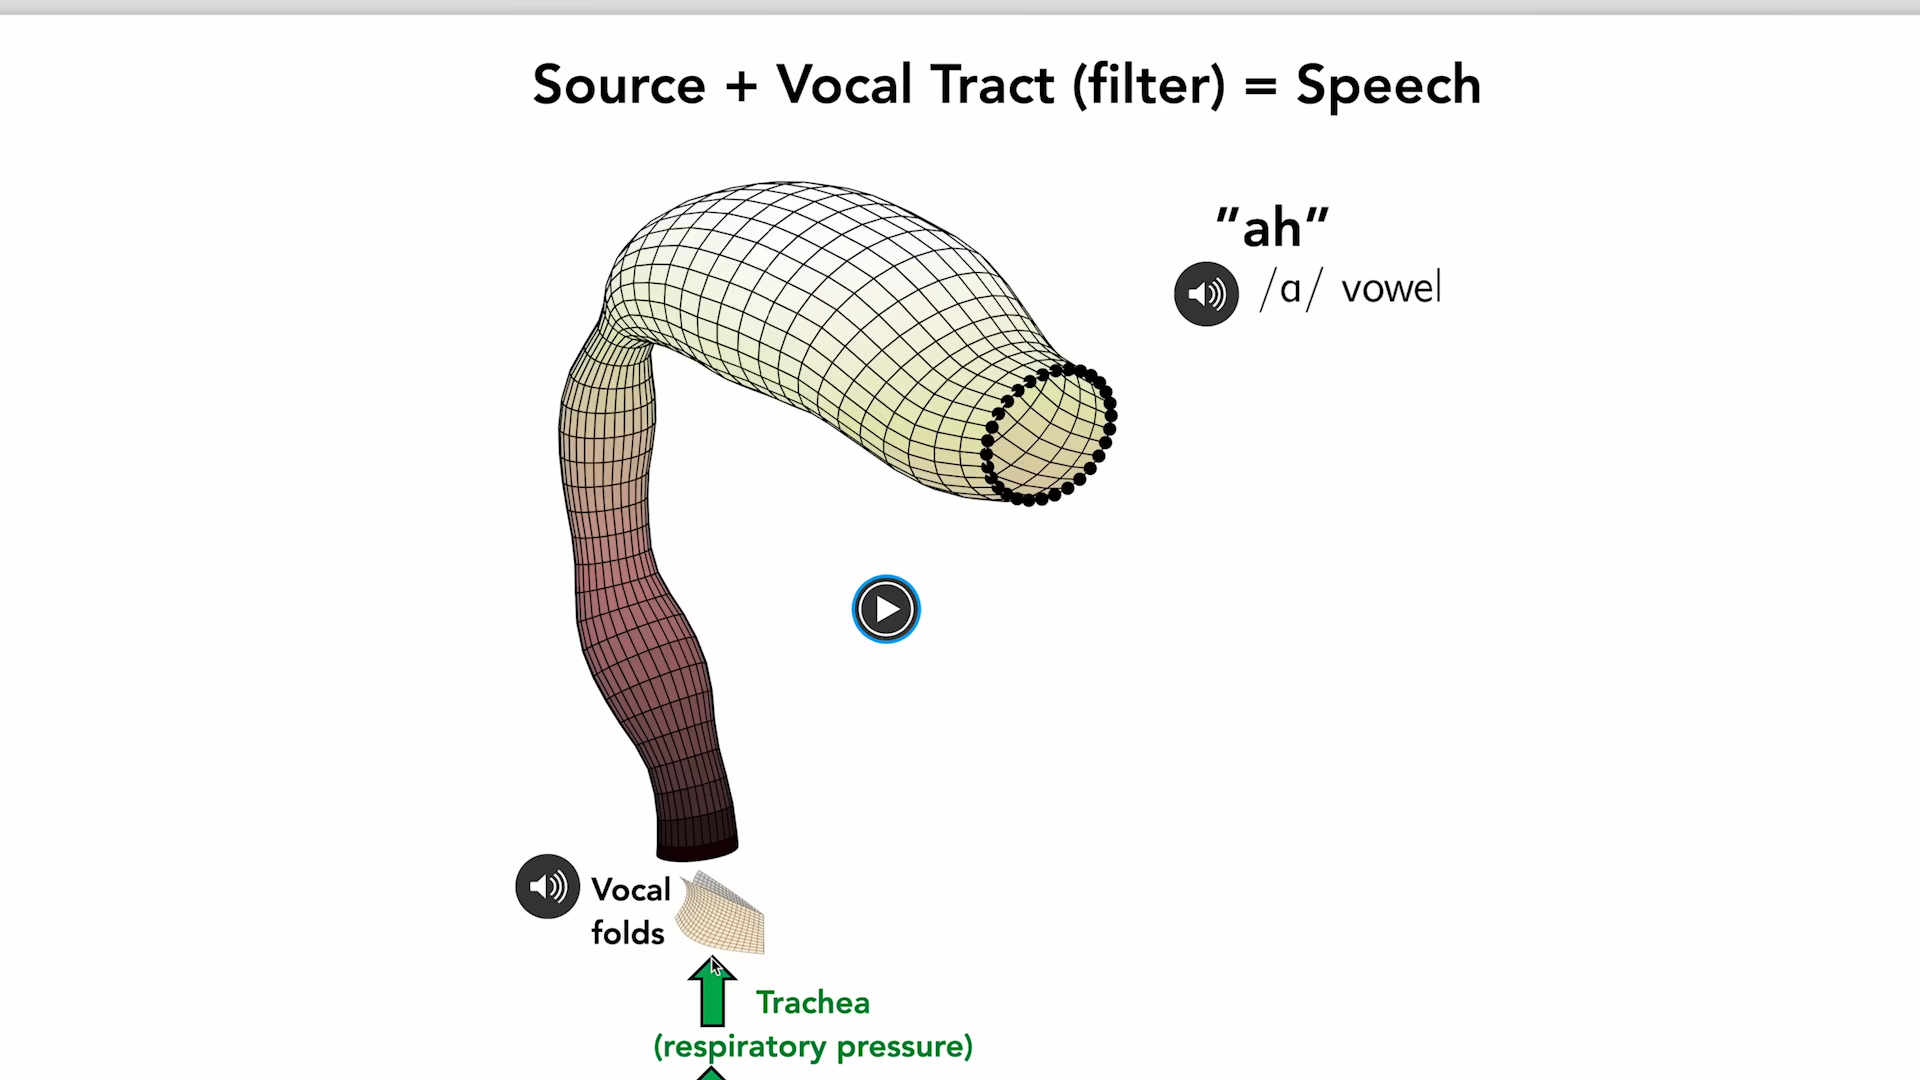 Source + Vocal Tract (filter) = Speech
"ah"
/ɑ/ vowel
Vocal
folds
Trachea
(respiratory pressure)